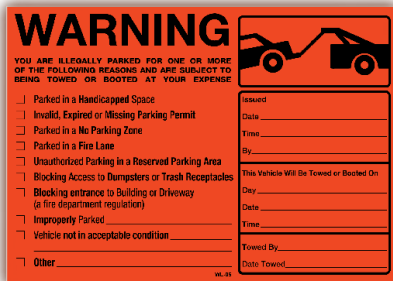 WARNING
YOU ARE ILLEGALLY PARKED FOR ONE OR MORE
OF THE FOLLOWING REASONS AND ARE SUBJECT TO
BEING TOWED OR BOOTED AT YOUR EXPENSE
Parked in a Handicapped Space
Invalid, Expired or Missing Parking Permit
Parked in a No Parking Zone
Parked in a Fire Lane
Unauthorized Parking in a Reserved Parking Area
Blocking Access to Dumpsters or Trash Receptacles
Blocking entrance to Building or Driveway
(a fire department regulation)
Improperly Parked
Vehicle not in acceptable condition
Other
Issued
Date
Time
By
This Vehicle Will Be Towed or Booted On
Day
Date
Time
Towed By
Date Towed